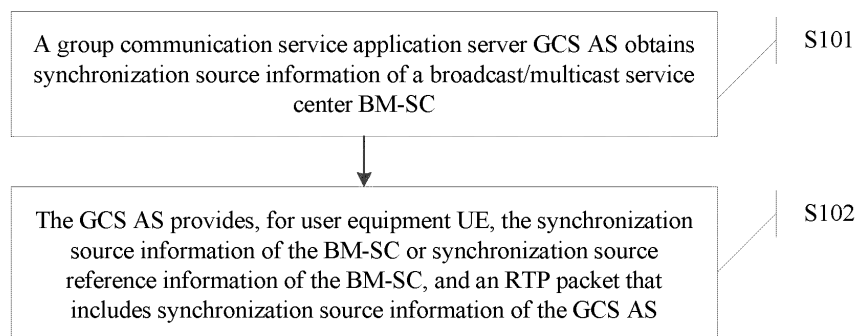 A group communication service application server GCS AS obtains
synchronization source information of a broadcast/multicast service
center BM-SC
S101
The GCS AS provides, for user equipment UE, the synchronization
source information of the BM-SC or synchronization source
reference information of the BM-SC, and an RTP packet that
includes synchronization source information of the GCS AS
S102